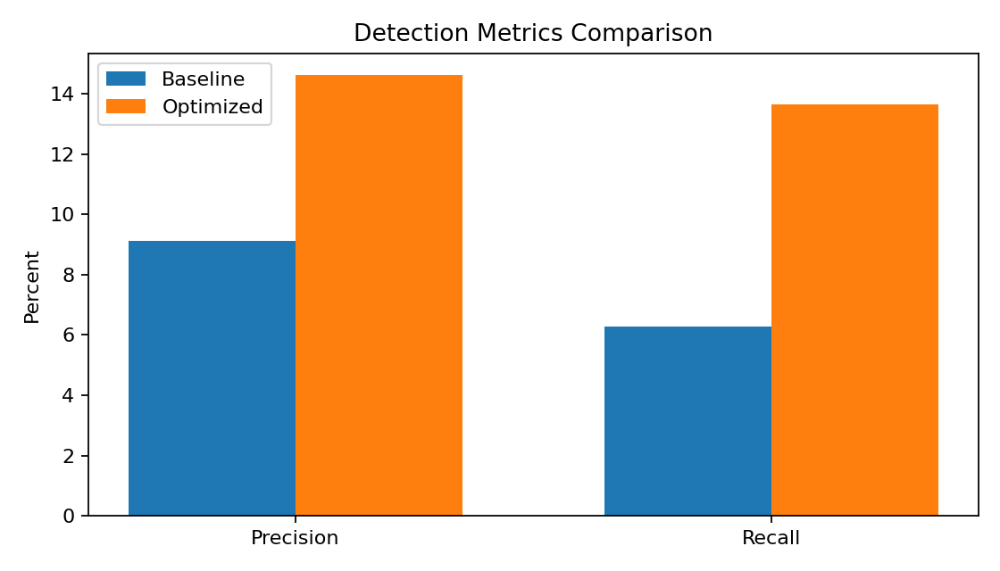 Detection Metrics Comparison
Baseline
Optimized
14
12
10
8
6
4
2
0
Percent
Precision
Recall